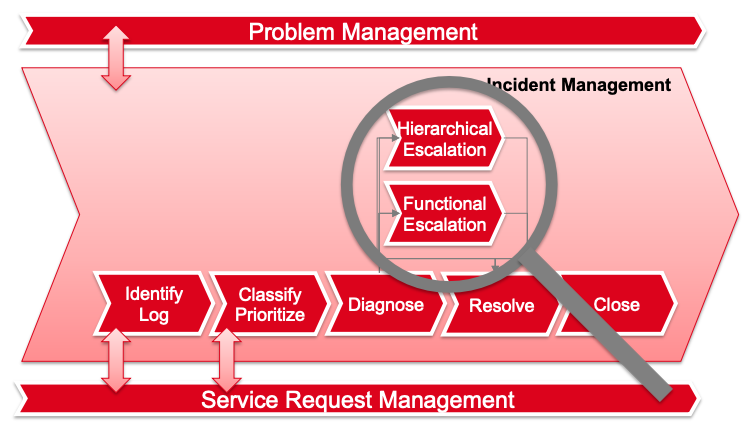 Problem Management
Incident Management
Hierarchical
Escalation
Functional
Escalation
Identify
Log
Classify
Prioritize
Diagnose
Resolve
Close
Service Request Management